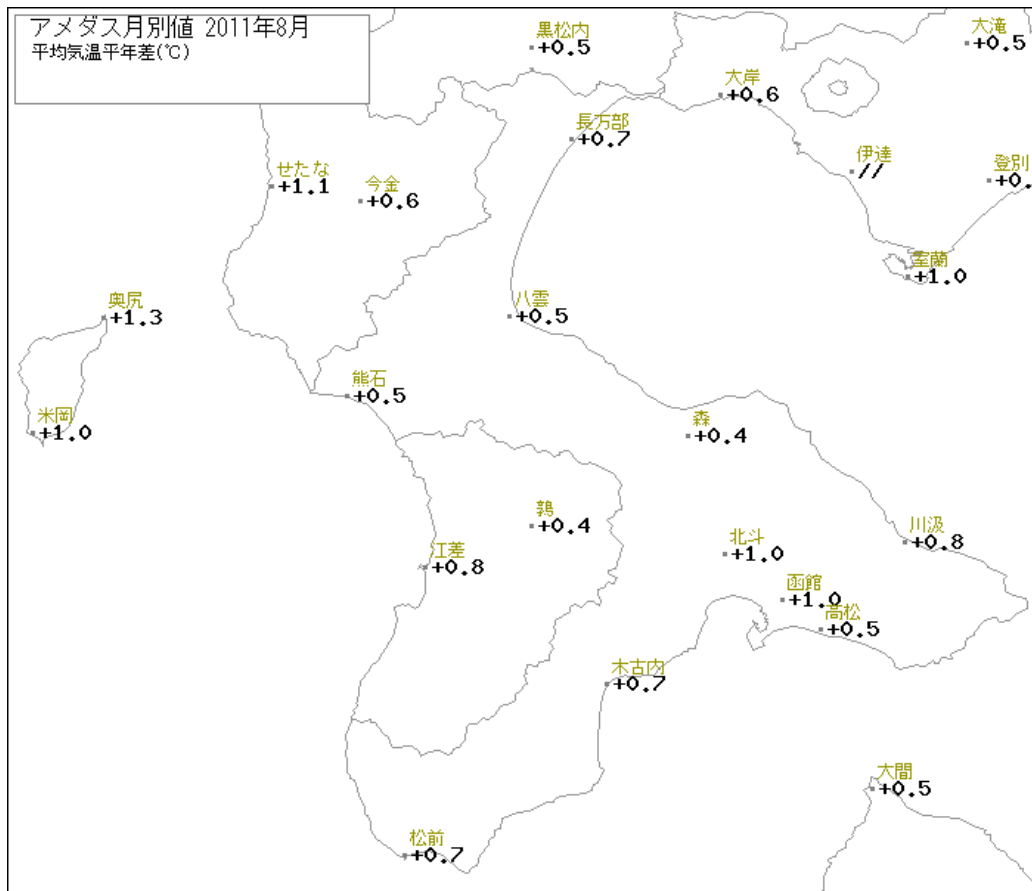 アメダス月別値 2011年8月
平均気温平年差(℃)
黒松内
+0.5
大滝
+0.5
大岸
+0.6
長万部
+0.7
伊達
//
登別
+0.
せたな
+1.1
今金
+0.6
室蘭
+1.0
奥尻
+1.3
八雲
+0.5
熊石
+0.5
米岡
+1.0
森
+0.4
鶉
+0.4
川汲
+0.8
北斗
+1.0
江差
+0.8
函館
+1.0
高松
+0.5
木古内
+0.7
大間
+0.5
松前
+0.7